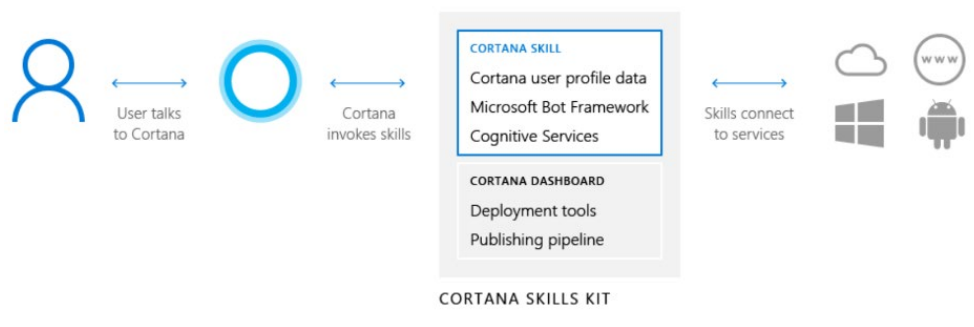 User talks
to Cortana
Cortana
invokes skills
CORTANA SKILL
Cortana user profile data
Microsoft Bot Framework
Cognitive Services
CORTANA DASHBOARD
Deployment tools
Publishing pipeline
CORTANA SKILLS KIT
Skills connect
to services
www